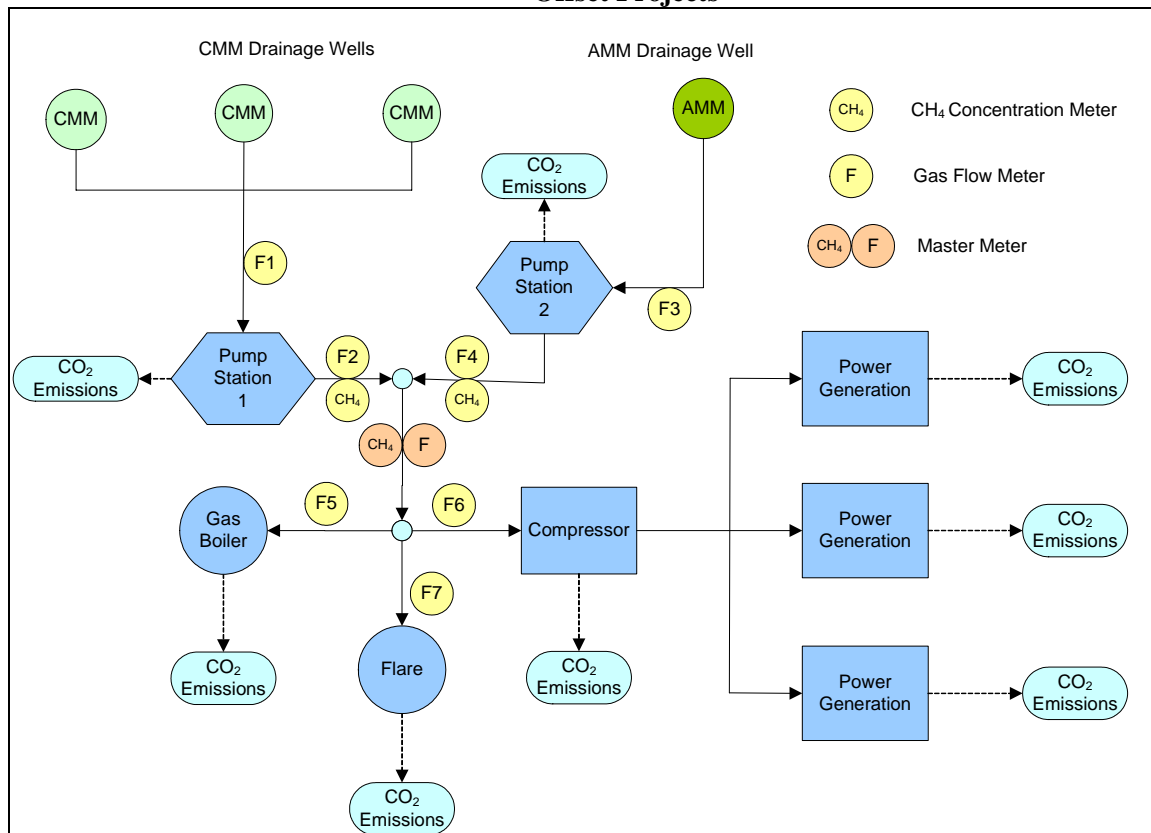 Offset Projects
CMM Drainage Wells
AMM Drainage Well
CMM
CMM
CMM
AMM
CH₄
CH₄ Concentration Meter
F
Gas Flow Meter
CH₄
F
Master Meter
CO₂
Emissions
F1
Pump
Station
2
F3
Pump
Station
1
CO₂
Emissions
F2
CH₄
F4
CH₄
CH₄
F
Power
Generation
CO₂
Emissions
Gas
Boiler
F5
F6
Compressor
Power
Generation
CO₂
Emissions
F7
CO₂
Emissions
Flare
CO₂
Emissions
Power
Generation
CO₂
Emissions
CO₂
Emissions